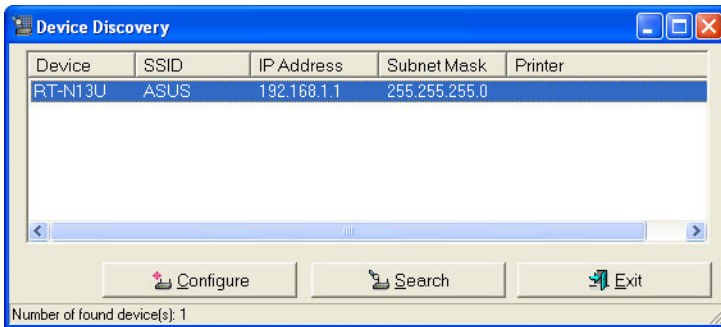 Device Discovery
Device SSID IP Address Subnet Mask Printer
RT-N13U ASUS 192.168.1.1 255.255.255.0
Configure Search Exit
Number of found device(s): 1